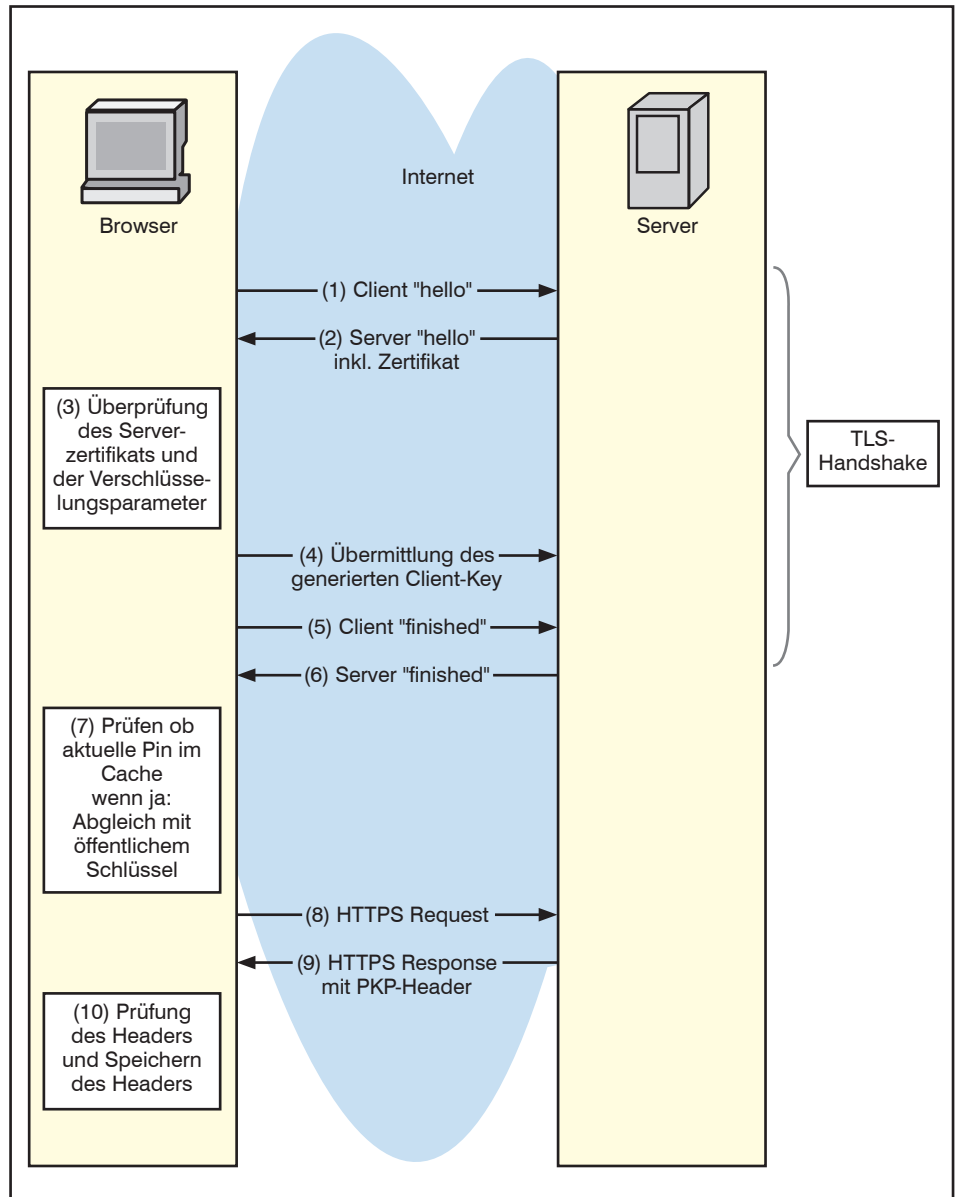 Internet
Browser
Server
(1) Client "hello"
(2) Server "hello"
inkl. Zertifikat
(3) Überprüfung
des Server-
zertifikats und
der Verschlüsse-
lungsparameter
TLS-
Handshake
(4) Übermittlung des
generierten Client-Key
(5) Client "finished"
(6) Server "finished"
(7) Prüfen ob
aktuelle Pin im
Cache
wenn ja:
Abgleich mit
öffentlichem
Schlüssel
(8) HTTPS Request
(9) HTTPS Response
mit PKP-Header
(10) Prüfung
des Headers
und Speichern
des Headers